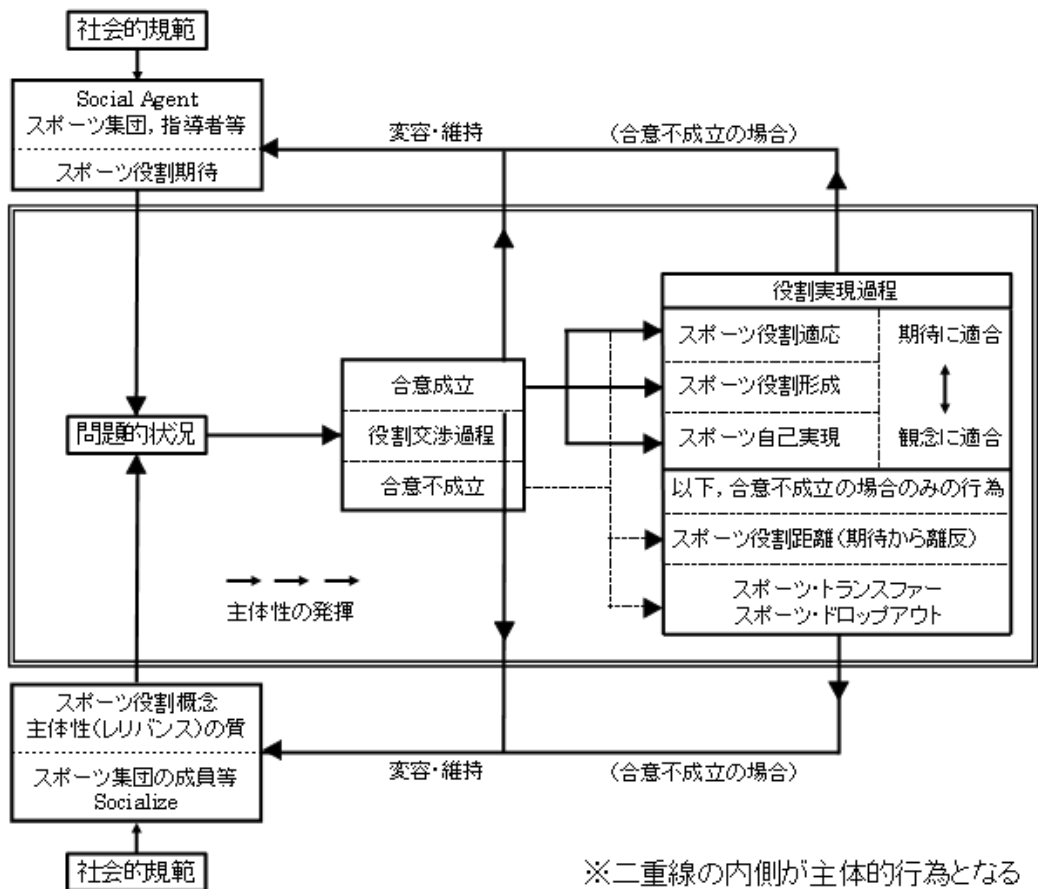 社会的規範
Social Agent
スポーツ集団，指導者等
スポーツ役割期待
変容・維持
（合意不成立の場合）
役割実現過程
スポーツ役割適応
期待に適合
スポーツ役割形成
スポーツ自己実現
観念に適合
以下，合意不成立の場合のみの行為
スポーツ役割距離（期待から離反）
スポーツ・トランスファー
スポーツ・ドロップアウト
合意成立
役割交渉過程
合意不成立
問題的状況
主体性の発揮
スポーツ役割概念
主体性（レリバンス）の質
スポーツ集団の成員等
Socialize
変容・維持
（合意不成立の場合）
社会的規範
※二重線の内側が主体的行為となる